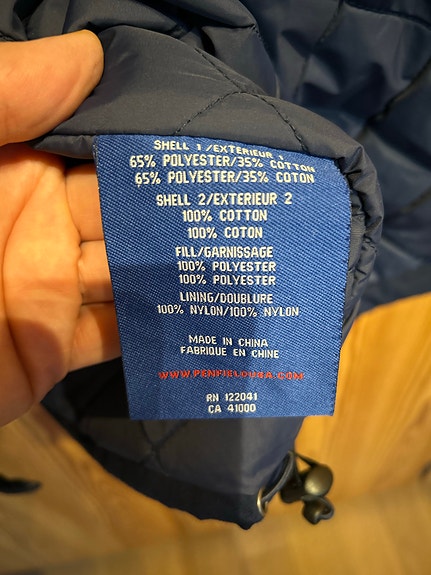 SHELL 1/EXTERIEUR 1
65% POLYESTER/35% COTTON
65% POLYESTER/35% COTON
SHELL 2/EXTERIEUR 2
100% COTTON
100% COTON
FILL/GARNISSAGE
100% POLYESTER
100% POLYESTER
LINING/DOUBLURE
100% NYLON/100% NYLON
MADE IN CHINA
FABRIQUE EN CHINE
WWW.PENFIELDUSA.COM
RN 122041
CA 41000